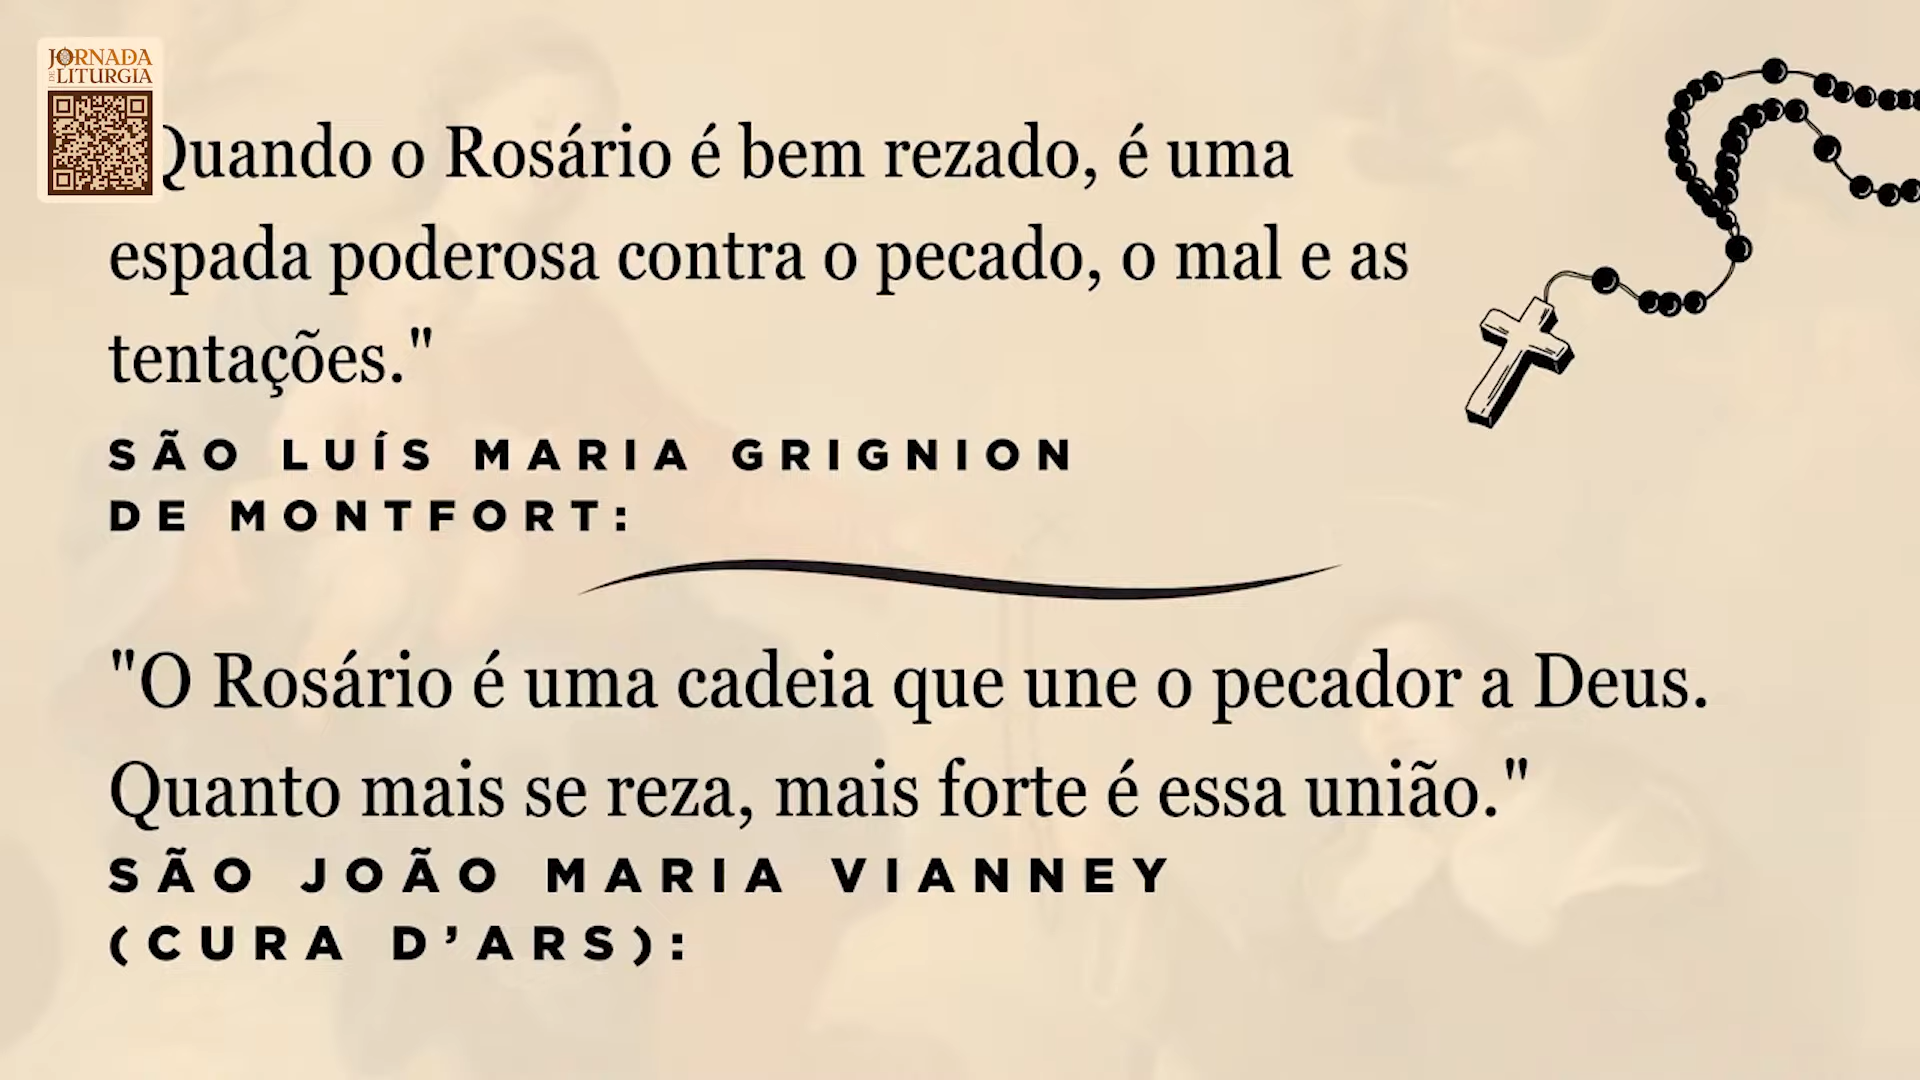 JORNADA
DE LITURGIA
Quando o Rosário é bem rezado, é uma
espada poderosa contra o pecado, o mal e as
tentações."
SÃO LUÍS MARIA GRIGNION
DE MONTFORT:
"O Rosário é uma cadeia que une o pecador a Deus.
Quanto mais se reza, mais forte é essa união."
SÃO JOÃO MARIA VIANNEY
(CURA D’ARS):